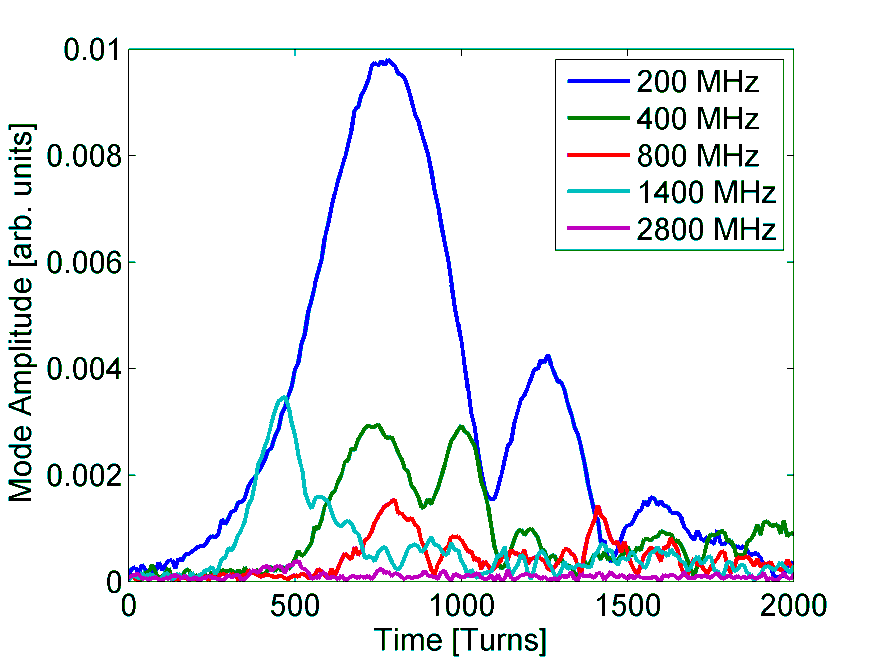 0.01
0.008
0.006
0.004
0.002
0
0 500 1000 1500 2000
Mode Amplitude [arb. units]
Time [Turns]
200 MHz
400 MHz
800 MHz
1400 MHz
2800 MHz